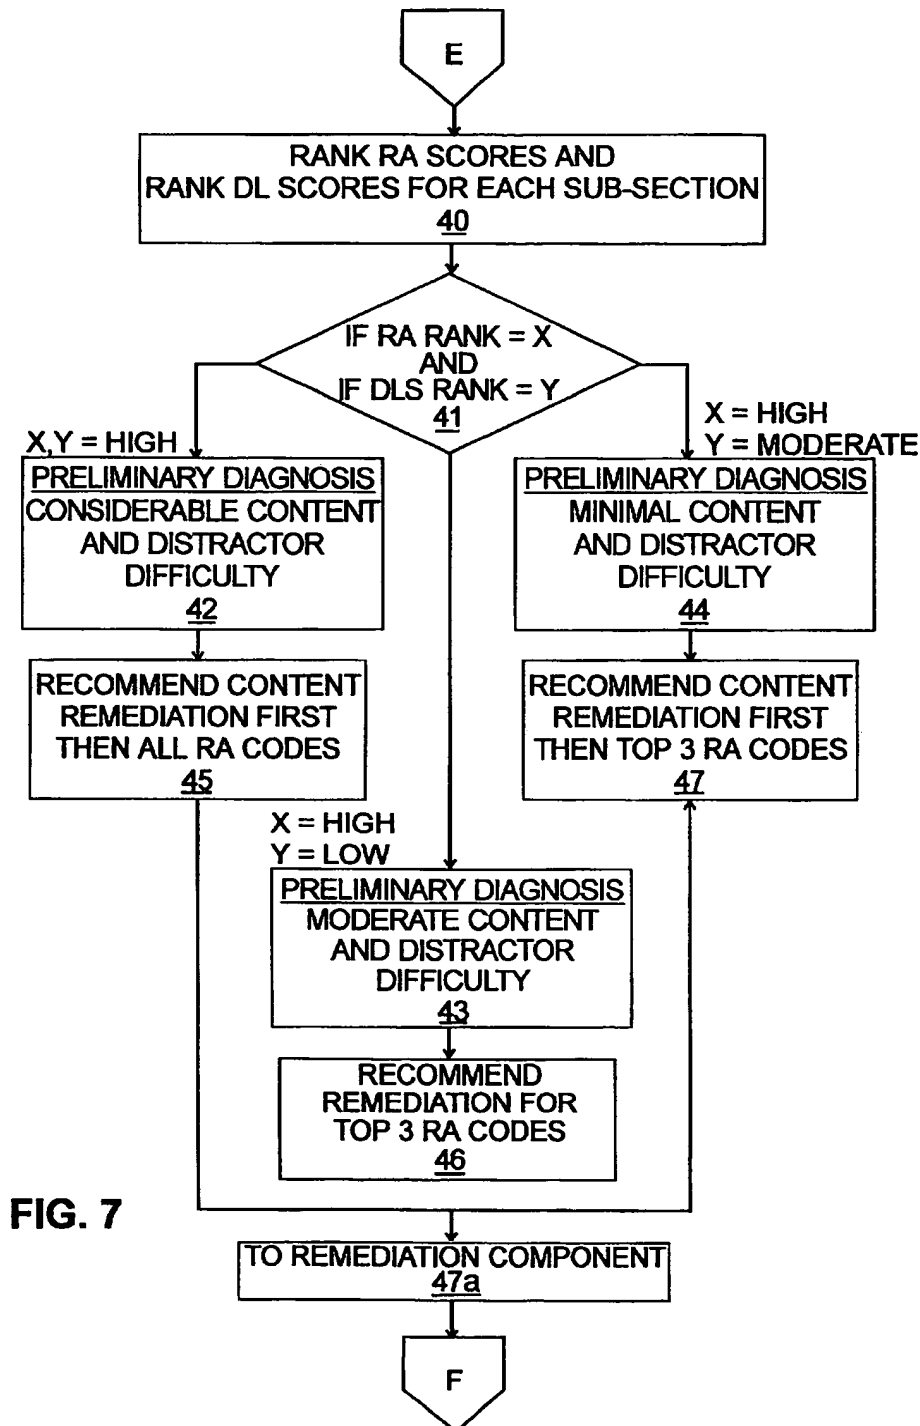 E
RANK RA SCORES AND
RANK DL SCORES FOR EACH SUB-SECTION
40
IF RA RANK = X
AND
IF DLS RANK = Y
41
X,Y = HIGH
X = HIGH
Y = MODERATE
PRELIMINARY DIAGNOSIS
CONSIDERABLE CONTENT
AND DISTRACTOR
DIFFICULTY
42
PRELIMINARY DIAGNOSIS
MINIMAL CONTENT
AND DISTRACTOR
DIFFICULTY
44
RECOMMEND CONTENT
REMEDIATION FIRST
THEN ALL RA CODES
45
RECOMMEND CONTENT
REMEDIATION FIRST
THEN TOP 3 RA CODES
47
X = HIGH
Y = LOW
PRELIMINARY DIAGNOSIS
MODERATE CONTENT
AND DISTRACTOR
DIFFICULTY
43
RECOMMEND
REMEDIATION FOR
TOP 3 RA CODES
46
FIG. 7
TO REMEDIATION COMPONENT
47a
F